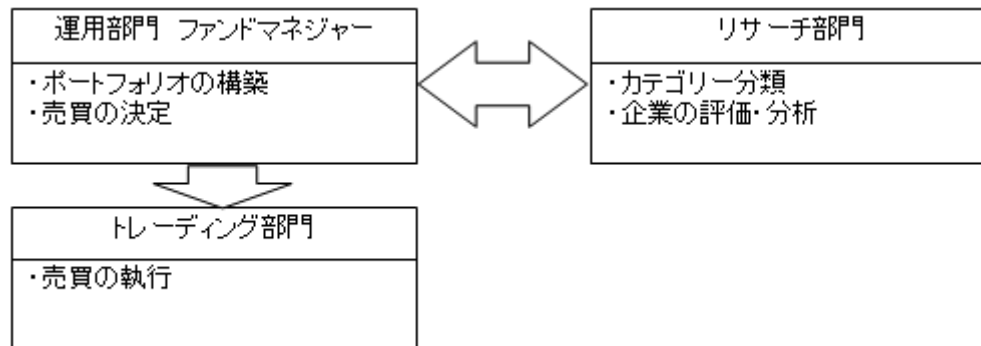 運用部門 ファンドマネジャー
・ポートフォリオの構築
・売買の決定
リサーチ部門
・カテゴリー分類
・企業の評価・分析
トレーディング部門
・売買の執行